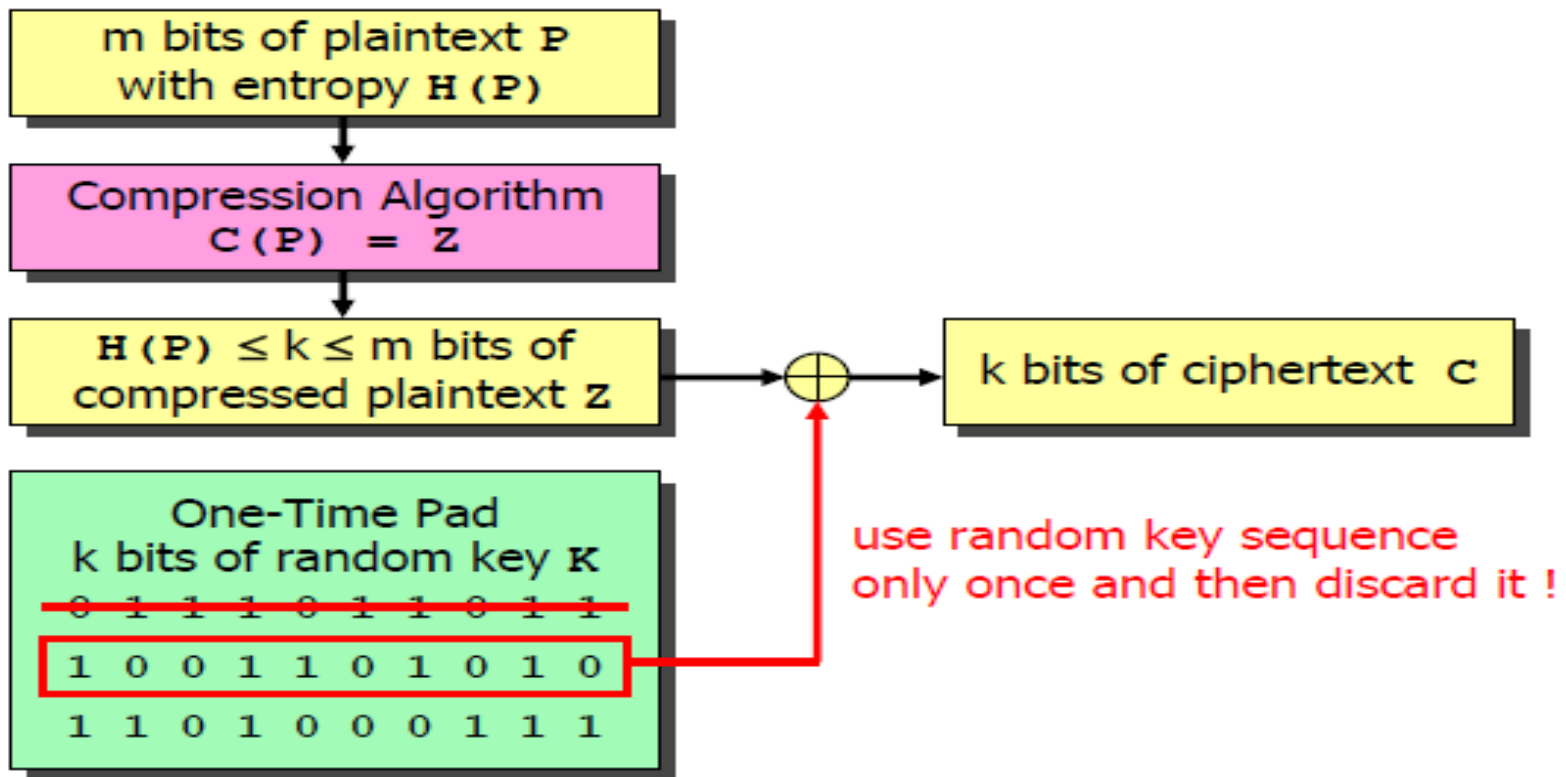 m bits of plaintext P
with entropy H(P)
Compression Algorithm
C(P) = Z
H(P) ≤ k ≤ m bits of
compressed plaintext Z
k bits of ciphertext C
One-Time Pad
k bits of random key K
0 1 1 1 0 1 1 0 1 1
1 0 0 1 1 0 1 0 1 0
1 1 0 1 0 0 0 1 1 1
use random key sequence
only once and then discard it !